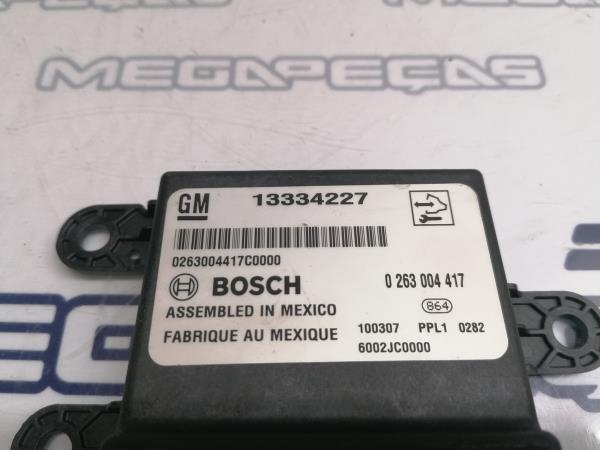 MEGAPEÇAS
GM 13334227
0263004417C0000
BOSCH 0 263 004 417
ASSEMBLED IN MEXICO 864
FABRIQUE AU MEXIQUE 100307 PPL1 0282
6002JC0000